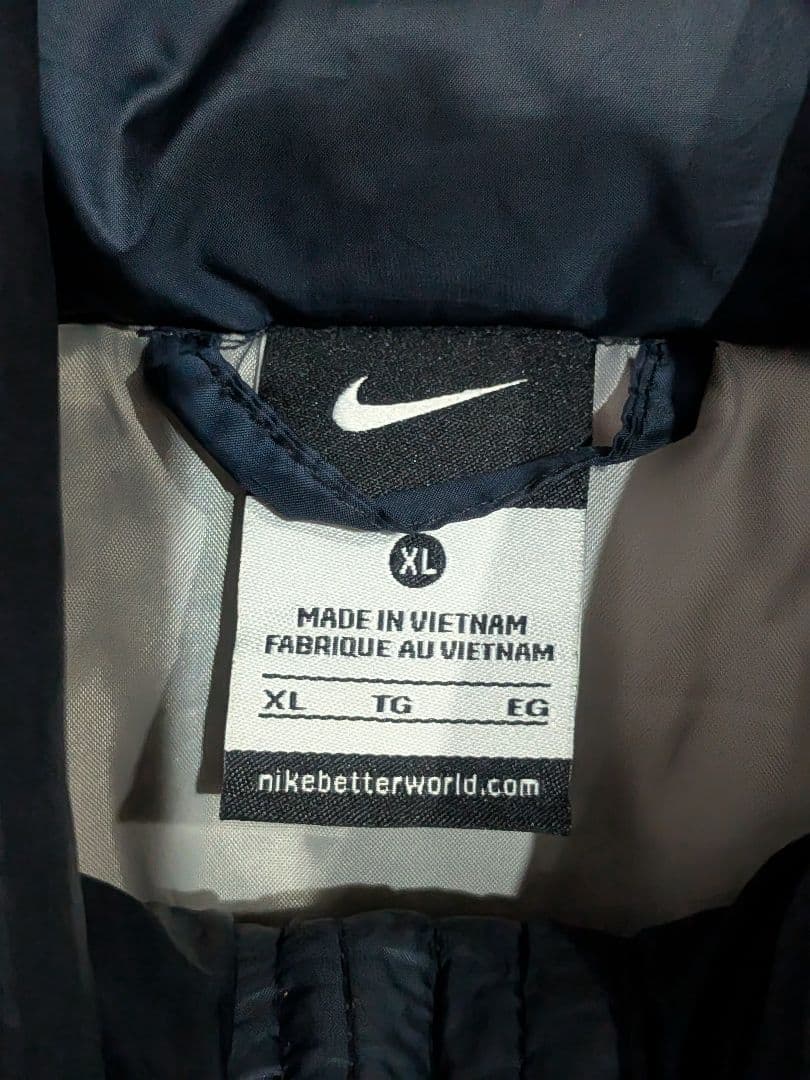 XL
MADE IN VIETNAM
FABRIQUE AU VIETNAM
XL TG EG
nikebetterworld.com